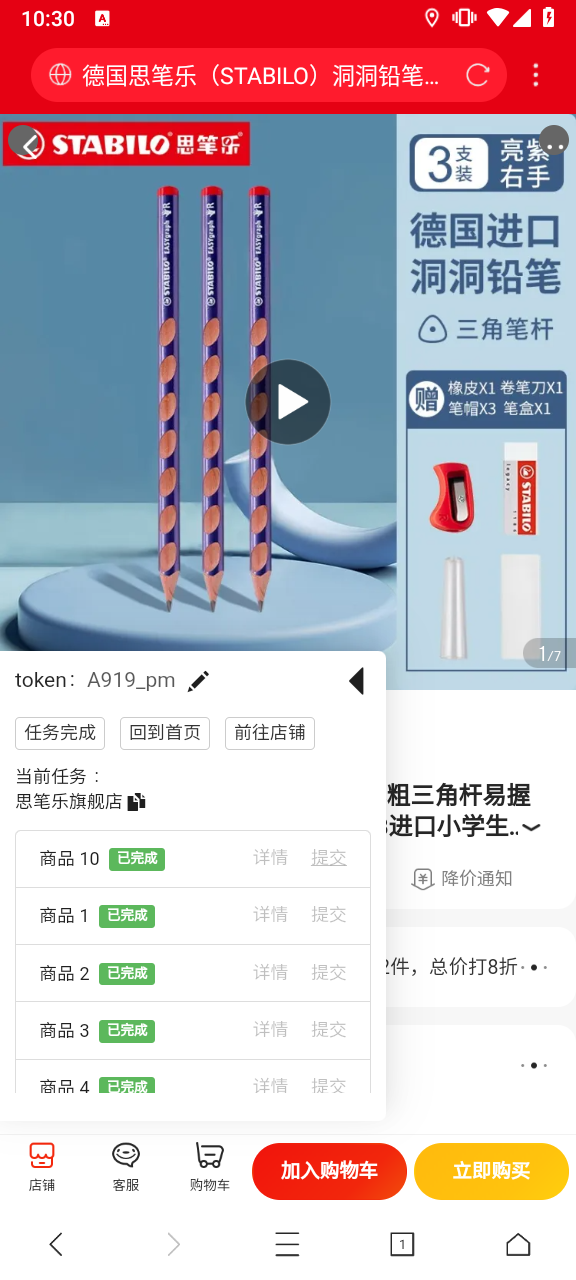 10:30
德国思笔乐（STABILO）洞洞铅笔...
STABILO 思笔乐
3支装 亮紫右手
德国进口
洞洞铅笔
三角笔杆
赠 橡皮X1 卷笔刀X1
笔帽X3 笔盒X1
STABILO
STABILO EASYgraph R
STABILO EASYgraph R
STABILO EASYgraph R
1/7
token： A919_pm
任务完成 回到首页 前往店铺
当前任务：
思笔乐旗舰店
粗三角杆易握
进口小学生..
降价通知
2件，总价打8折
商品 10 已完成 详情 提交
商品 1 已完成 详情 提交
商品 2 已完成 详情 提交
商品 3 已完成 详情 提交
商品 4 已完成 详情 提交
店铺 客服 购物车 加入购物车 立即购买
1